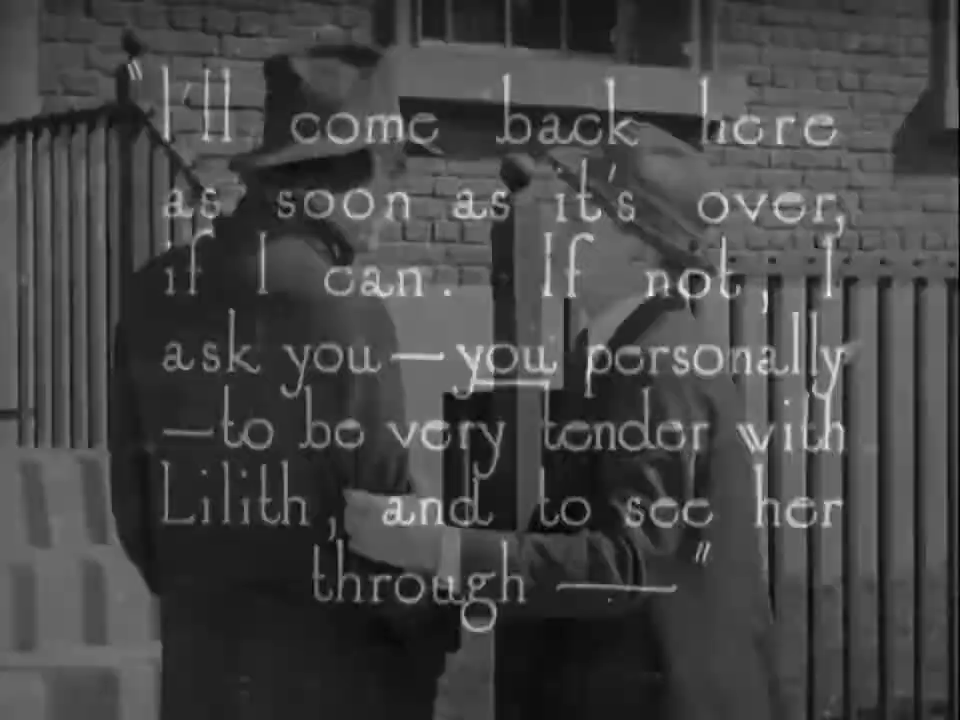 "I'll come back here
as soon as it's over,
if I can. If not, I
ask you — you personally
— to be very tender with
Lilith, and to see her
through —— "